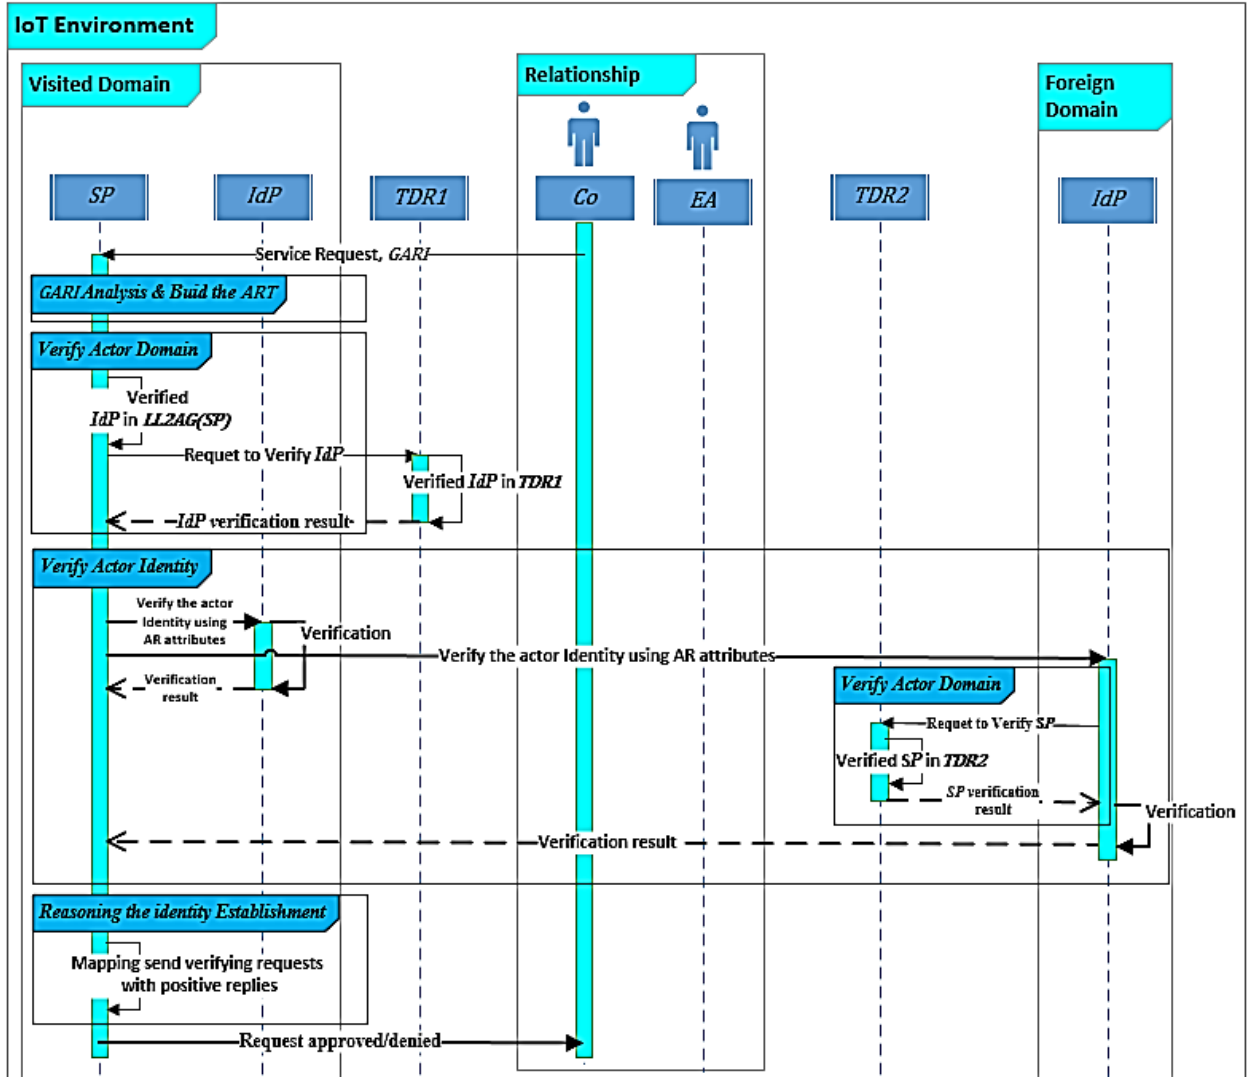 IoT Environment
Visited Domain
Relationship
Foreign
Domain
SP
IdP
TDR1
Co
EA
TDR2
IdP
Service Request, GARI
GARI Analysis & Buid the ART
Verify Actor Domain
Verified
IdP in LL2AG(SP)
Requet to Verify IdP
Verified IdP in TDR1
IdP verification result
Verify Actor Identity
Verify the actor
Identity using
AR attributes
Verification
Verify the actor Identity using AR attributes
Verification
result
Verify Actor Domain
Requet to Verify SP
Verified SP in TDR2
SP verification
result
Verification
Verification result
Reasoning the identity Establishment
Mapping send verifying requests
with positive replies
Request approved/denied